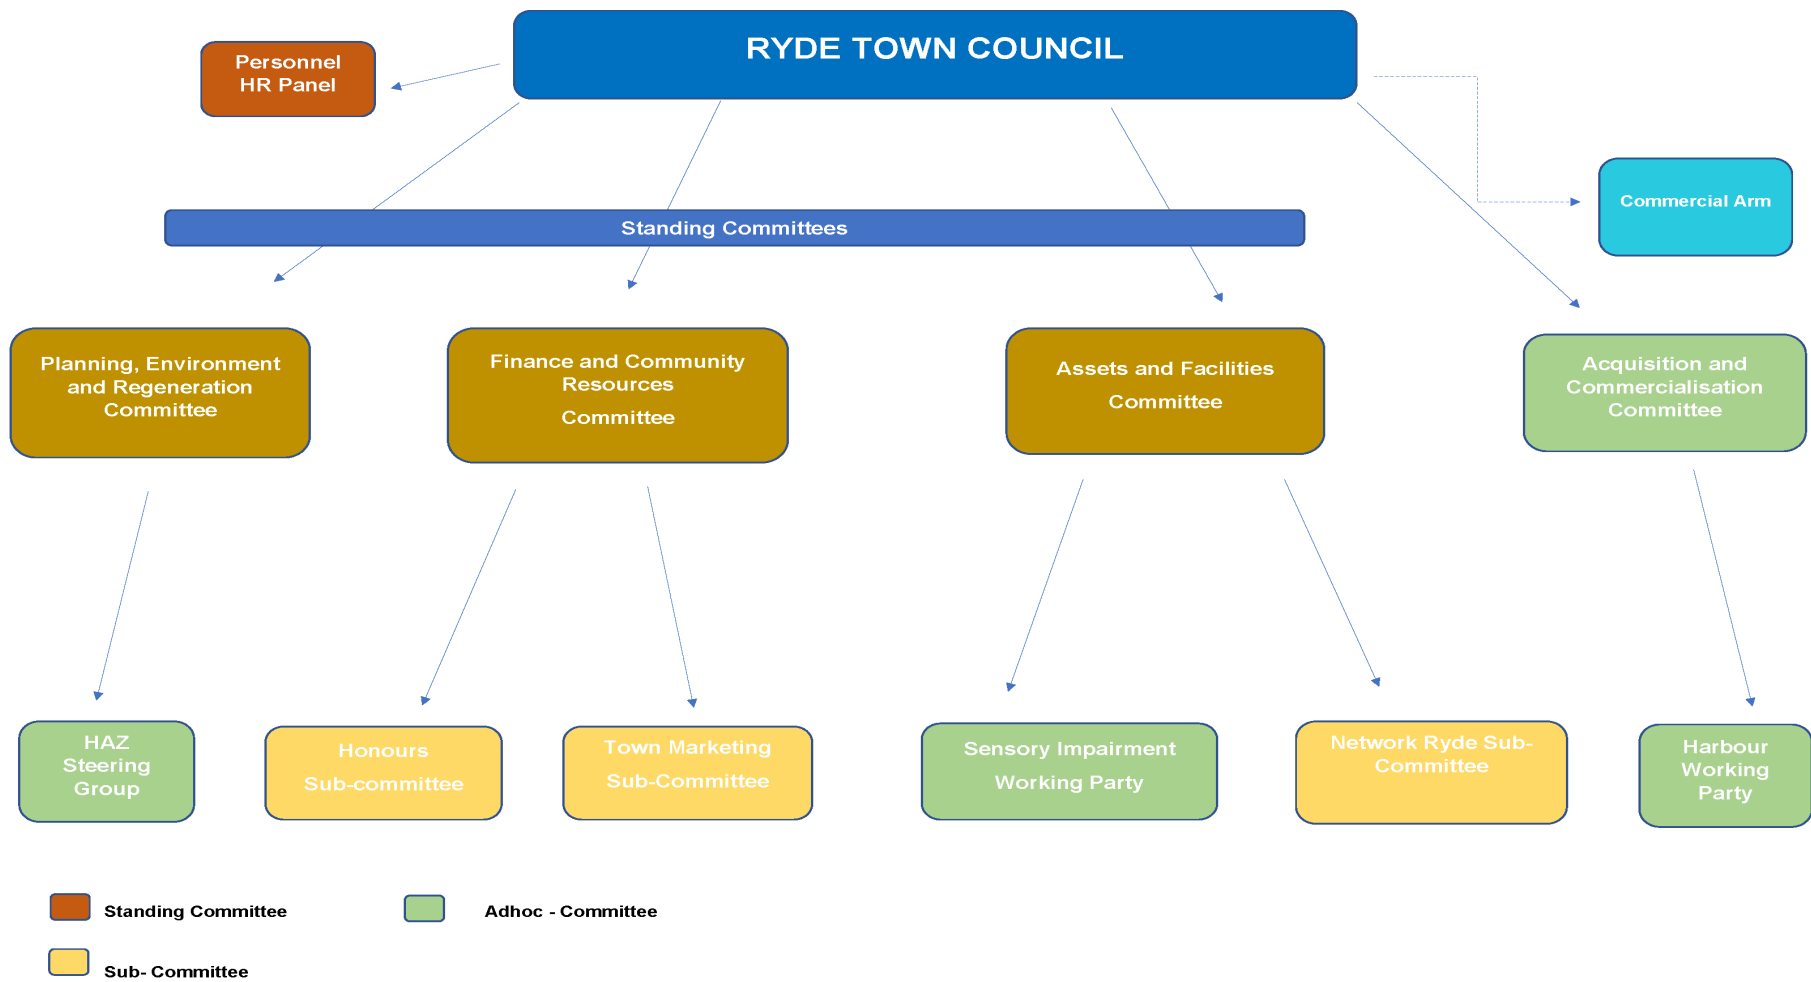 RYDE TOWN COUNCIL
Personnel
HR Panel
Commercial Arm
Standing Committees
Planning, Environment
and Regeneration
Committee
Finance and Community
Resources
Committee
Assets and Facilities
Committee
Acquisition and
Commercialisation
Committee
HAZ
Steering
Group
Honours
Sub-committee
Town Marketing
Sub-Committee
Sensory Impairment
Working Party
Network Ryde Sub-
Committee
Harbour
Working
Party
Standing Committee
Adhoc - Committee
Sub- Committee